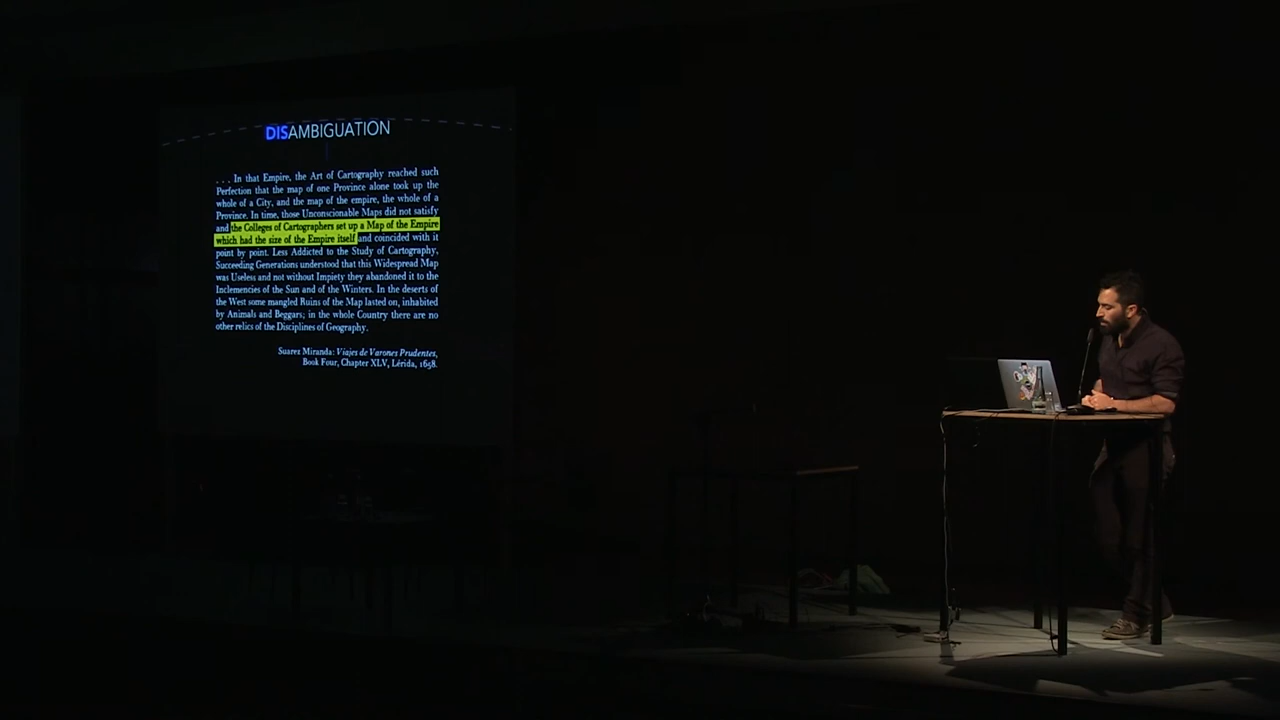 DISAMBIGUATION
. . . In that Empire, the Art of Cartography reached such
Perfection that the map of one Province alone took up the
whole of a City, and the map of the empire, the whole of a
Province. In time, those Unconscionable Maps did not satisfy
and the Colleges of Cartographers set up a Map of the Empire
which had the size of the Empire itself and coincided with it
point by point. Less Addicted to the Study of Cartography,
Succeeding Generations understood that this Widespread Map
was Useless and not without Impiety they abandoned it to the
Inclemencies of the Sun and of the Winters. In the deserts of
the West some mangled Ruins of the Map lasted on, inhabited
by Animals and Beggars; in the whole Country there are no
other relics of the Disciplines of Geography.
Suarez Miranda: Viajes de Varones Prudentes,
Book Four, Chapter XLV, Lérida, 1658.